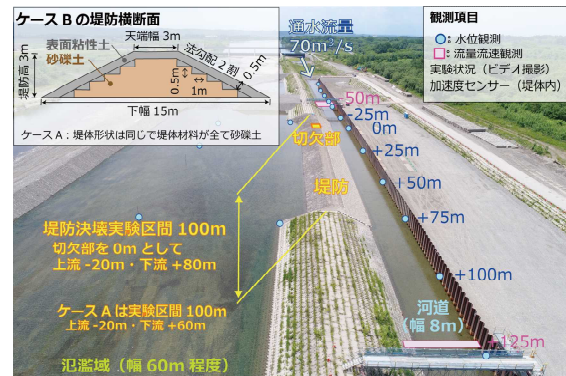 ケースBの堤防横断面
天端幅 3m
表面粘性土
砂礫土
法勾配2割
0.5m
堤防高 3m
0.5m
1m
下幅 15m
ケースA：堤体形状は同じで堤体材料が全て砂礫土
通水流量
70m³/s
観測項目
：水位観測
：流量流速観測
実験状況（ビデオ撮影）
加速度センサー（堤体内）
-50m
-25m
0m
切欠部
+25m
堤防
+50m
+75m
堤防決壊実験区間 100m
切欠部を0mとして
上流 -20m・下流 +80m
+100m
ケースAは実験区間 100m
上流 -20m・下流 +60m
河道
（幅 8m）
+125m
氾濫域（幅 60m 程度）